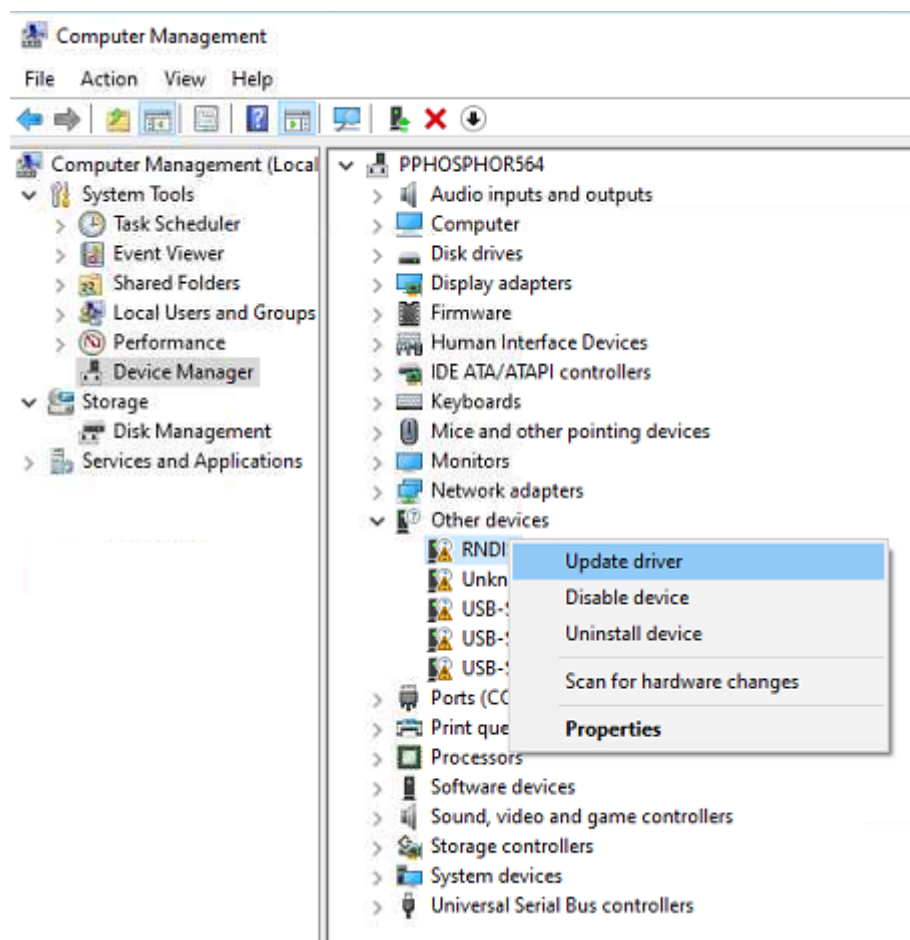 Computer Management
File Action View Help
Computer Management (Local
System Tools
Task Scheduler
Event Viewer
Shared Folders
Local Users and Groups
Performance
Device Manager
Storage
Disk Management
Services and Applications
PPHOSPHOR564
Audio inputs and outputs
Computer
Disk drives
Display adapters
Firmware
Human Interface Devices
IDE ATA/ATAPI controllers
Keyboards
Mice and other pointing devices
Monitors
Network adapters
Other devices
RNDI
Unkn
USB-S
USB-S
USB-S
Ports (CO
Print que
Processors
Software devices
Sound, video and game controllers
Storage controllers
System devices
Universal Serial Bus controllers
Update driver
Disable device
Uninstall device
Scan for hardware changes
Properties